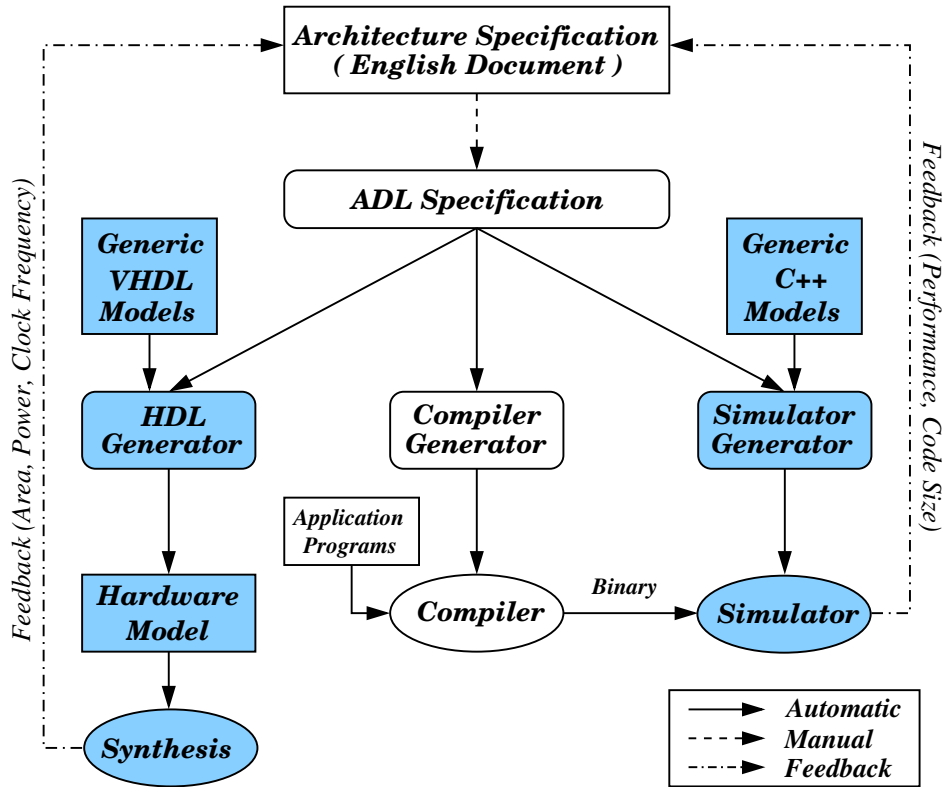 Architecture Specification
( English Document )
ADL Specification
Generic
VHDL
Models
Generic
C++
Models
HDL
Generator
Compiler
Generator
Simulator
Generator
Application
Programs
Hardware
Model
Compiler
Binary
Simulator
Synthesis
Automatic
Manual
Feedback
Feedback (Area, Power, Clock Frequency)
Feedback (Performance, Code Size)